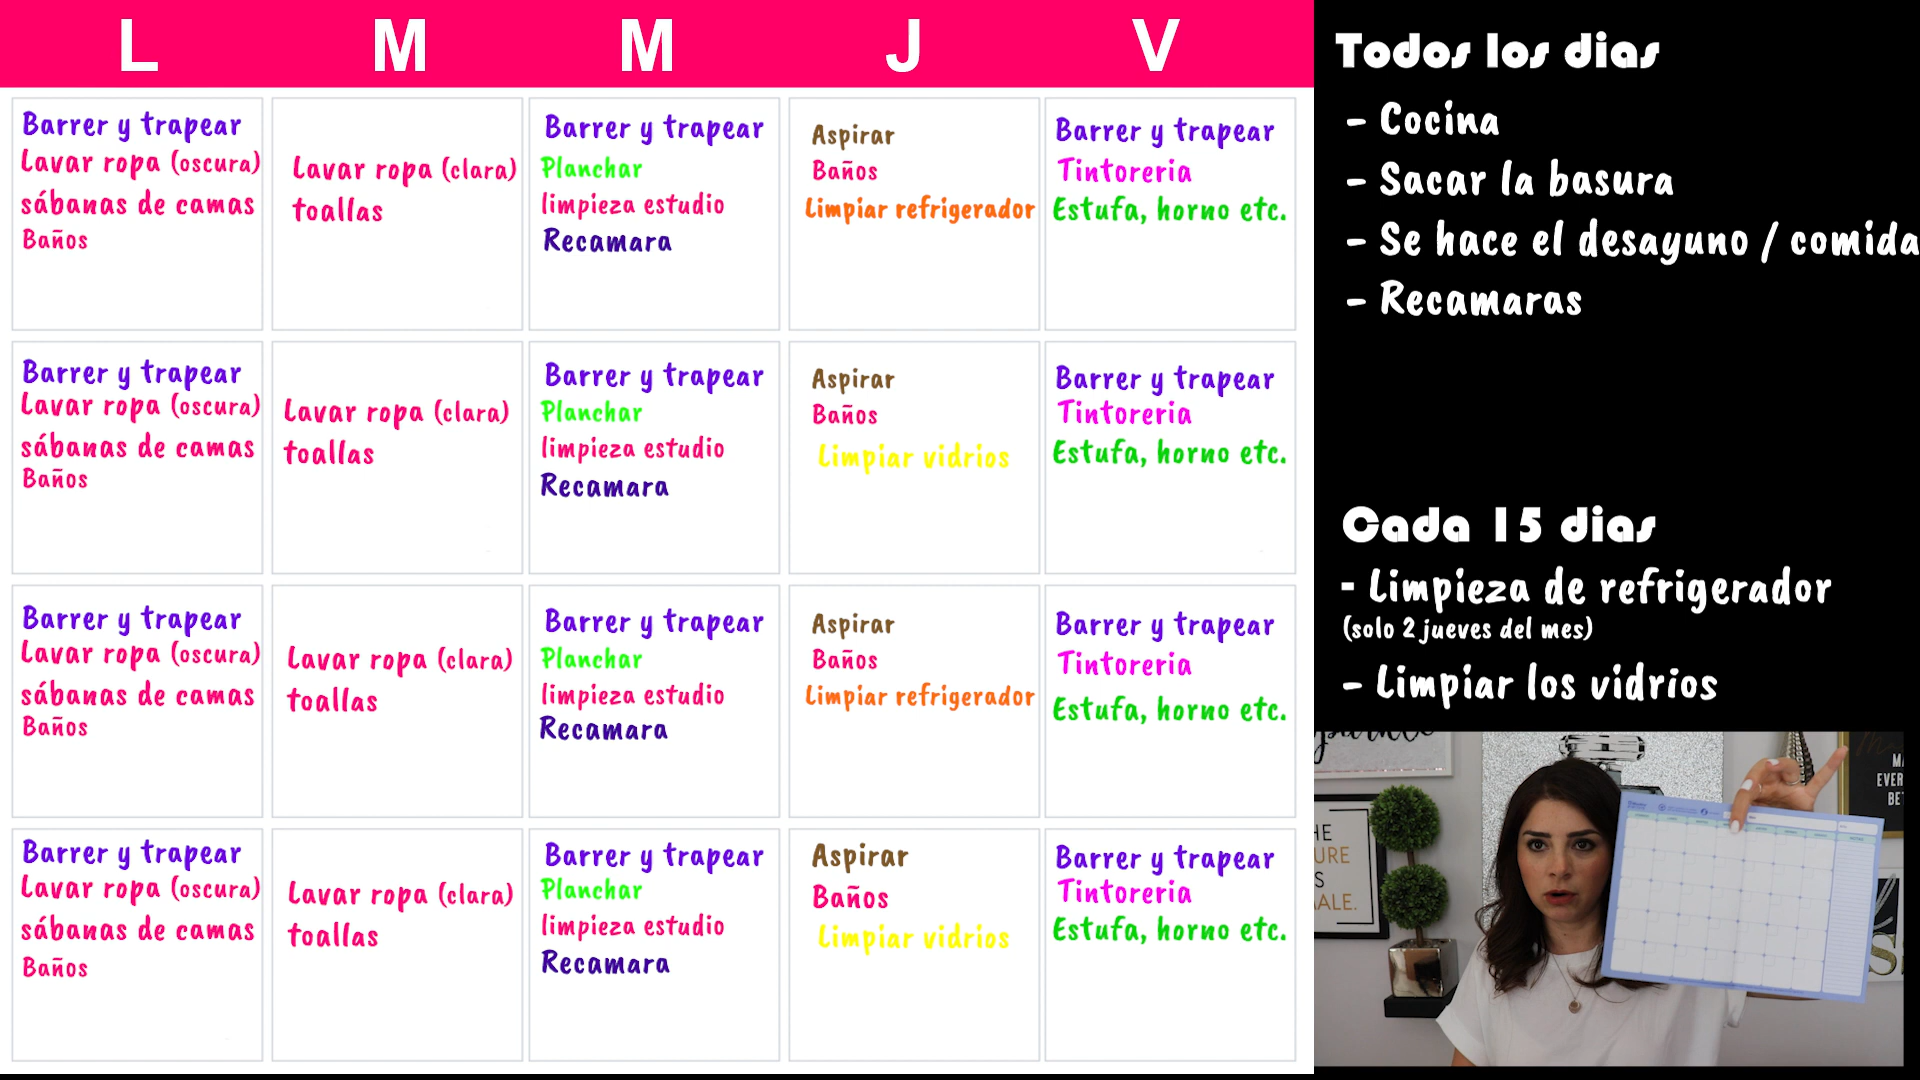 L M M J V
Barrer y trapear
Lavar ropa (oscura)
sábanas de camas
Baños
Lavar ropa (clara)
toallas
Barrer y trapear
Planchar
limpieza estudio
Recamara
Aspirar
Baños
Limpiar refrigerador
Barrer y trapear
Tintoreria
Estufa, horno etc.
Barrer y trapear
Lavar ropa (oscura)
sábanas de camas
Baños
Lavar ropa (clara)
toallas
Barrer y trapear
Planchar
limpieza estudio
Recamara
Aspirar
Baños
Limpiar vidrios
Barrer y trapear
Tintoreria
Estufa, horno etc.
Barrer y trapear
Lavar ropa (oscura)
sábanas de camas
Baños
Lavar ropa (clara)
toallas
Barrer y trapear
Planchar
limpieza estudio
Recamara
Aspirar
Baños
Limpiar refrigerador
Barrer y trapear
Tintoreria
Estufa, horno etc.
Barrer y trapear
Lavar ropa (oscura)
sábanas de camas
Baños
Lavar ropa (clara)
toallas
Barrer y trapear
Planchar
limpieza estudio
Recamara
Aspirar
Baños
Limpiar vidrios
Barrer y trapear
Tintoreria
Estufa, horno etc.
Todos los dias
- Cocina
- Sacar la basura
- Se hace el desayuno / comida
- Recamaras
Cada 15 dias
- Limpieza de refrigerador
(solo 2 jueves del mes)
- Limpiar los vidrios